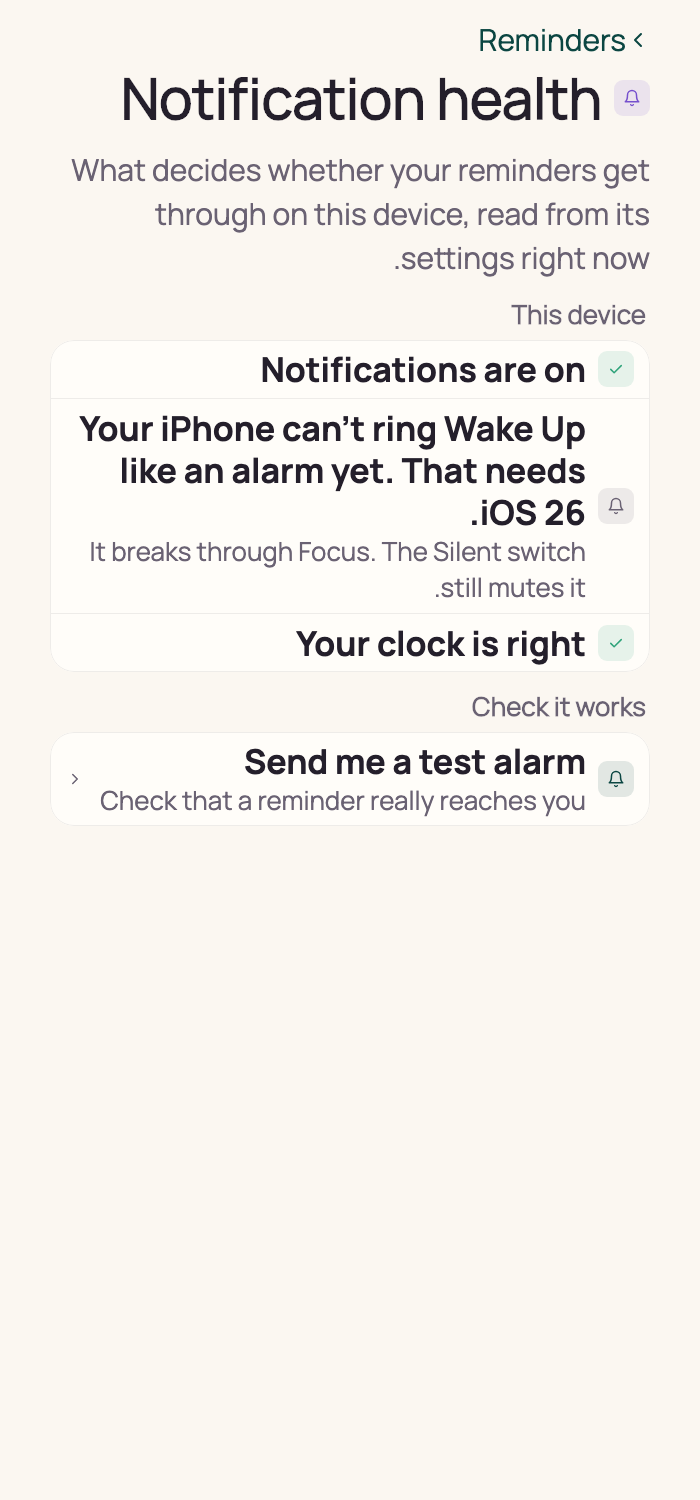 Reminders
Notification health
What decides whether your reminders get
through on this device, read from its
settings right now.
This device
Notifications are on
Your iPhone can’t ring Wake Up
like an alarm yet. That needs
iOS 26.
It breaks through Focus. The Silent switch
still mutes it.
Your clock is right
Check it works
Send me a test alarm
Check that a reminder really reaches you